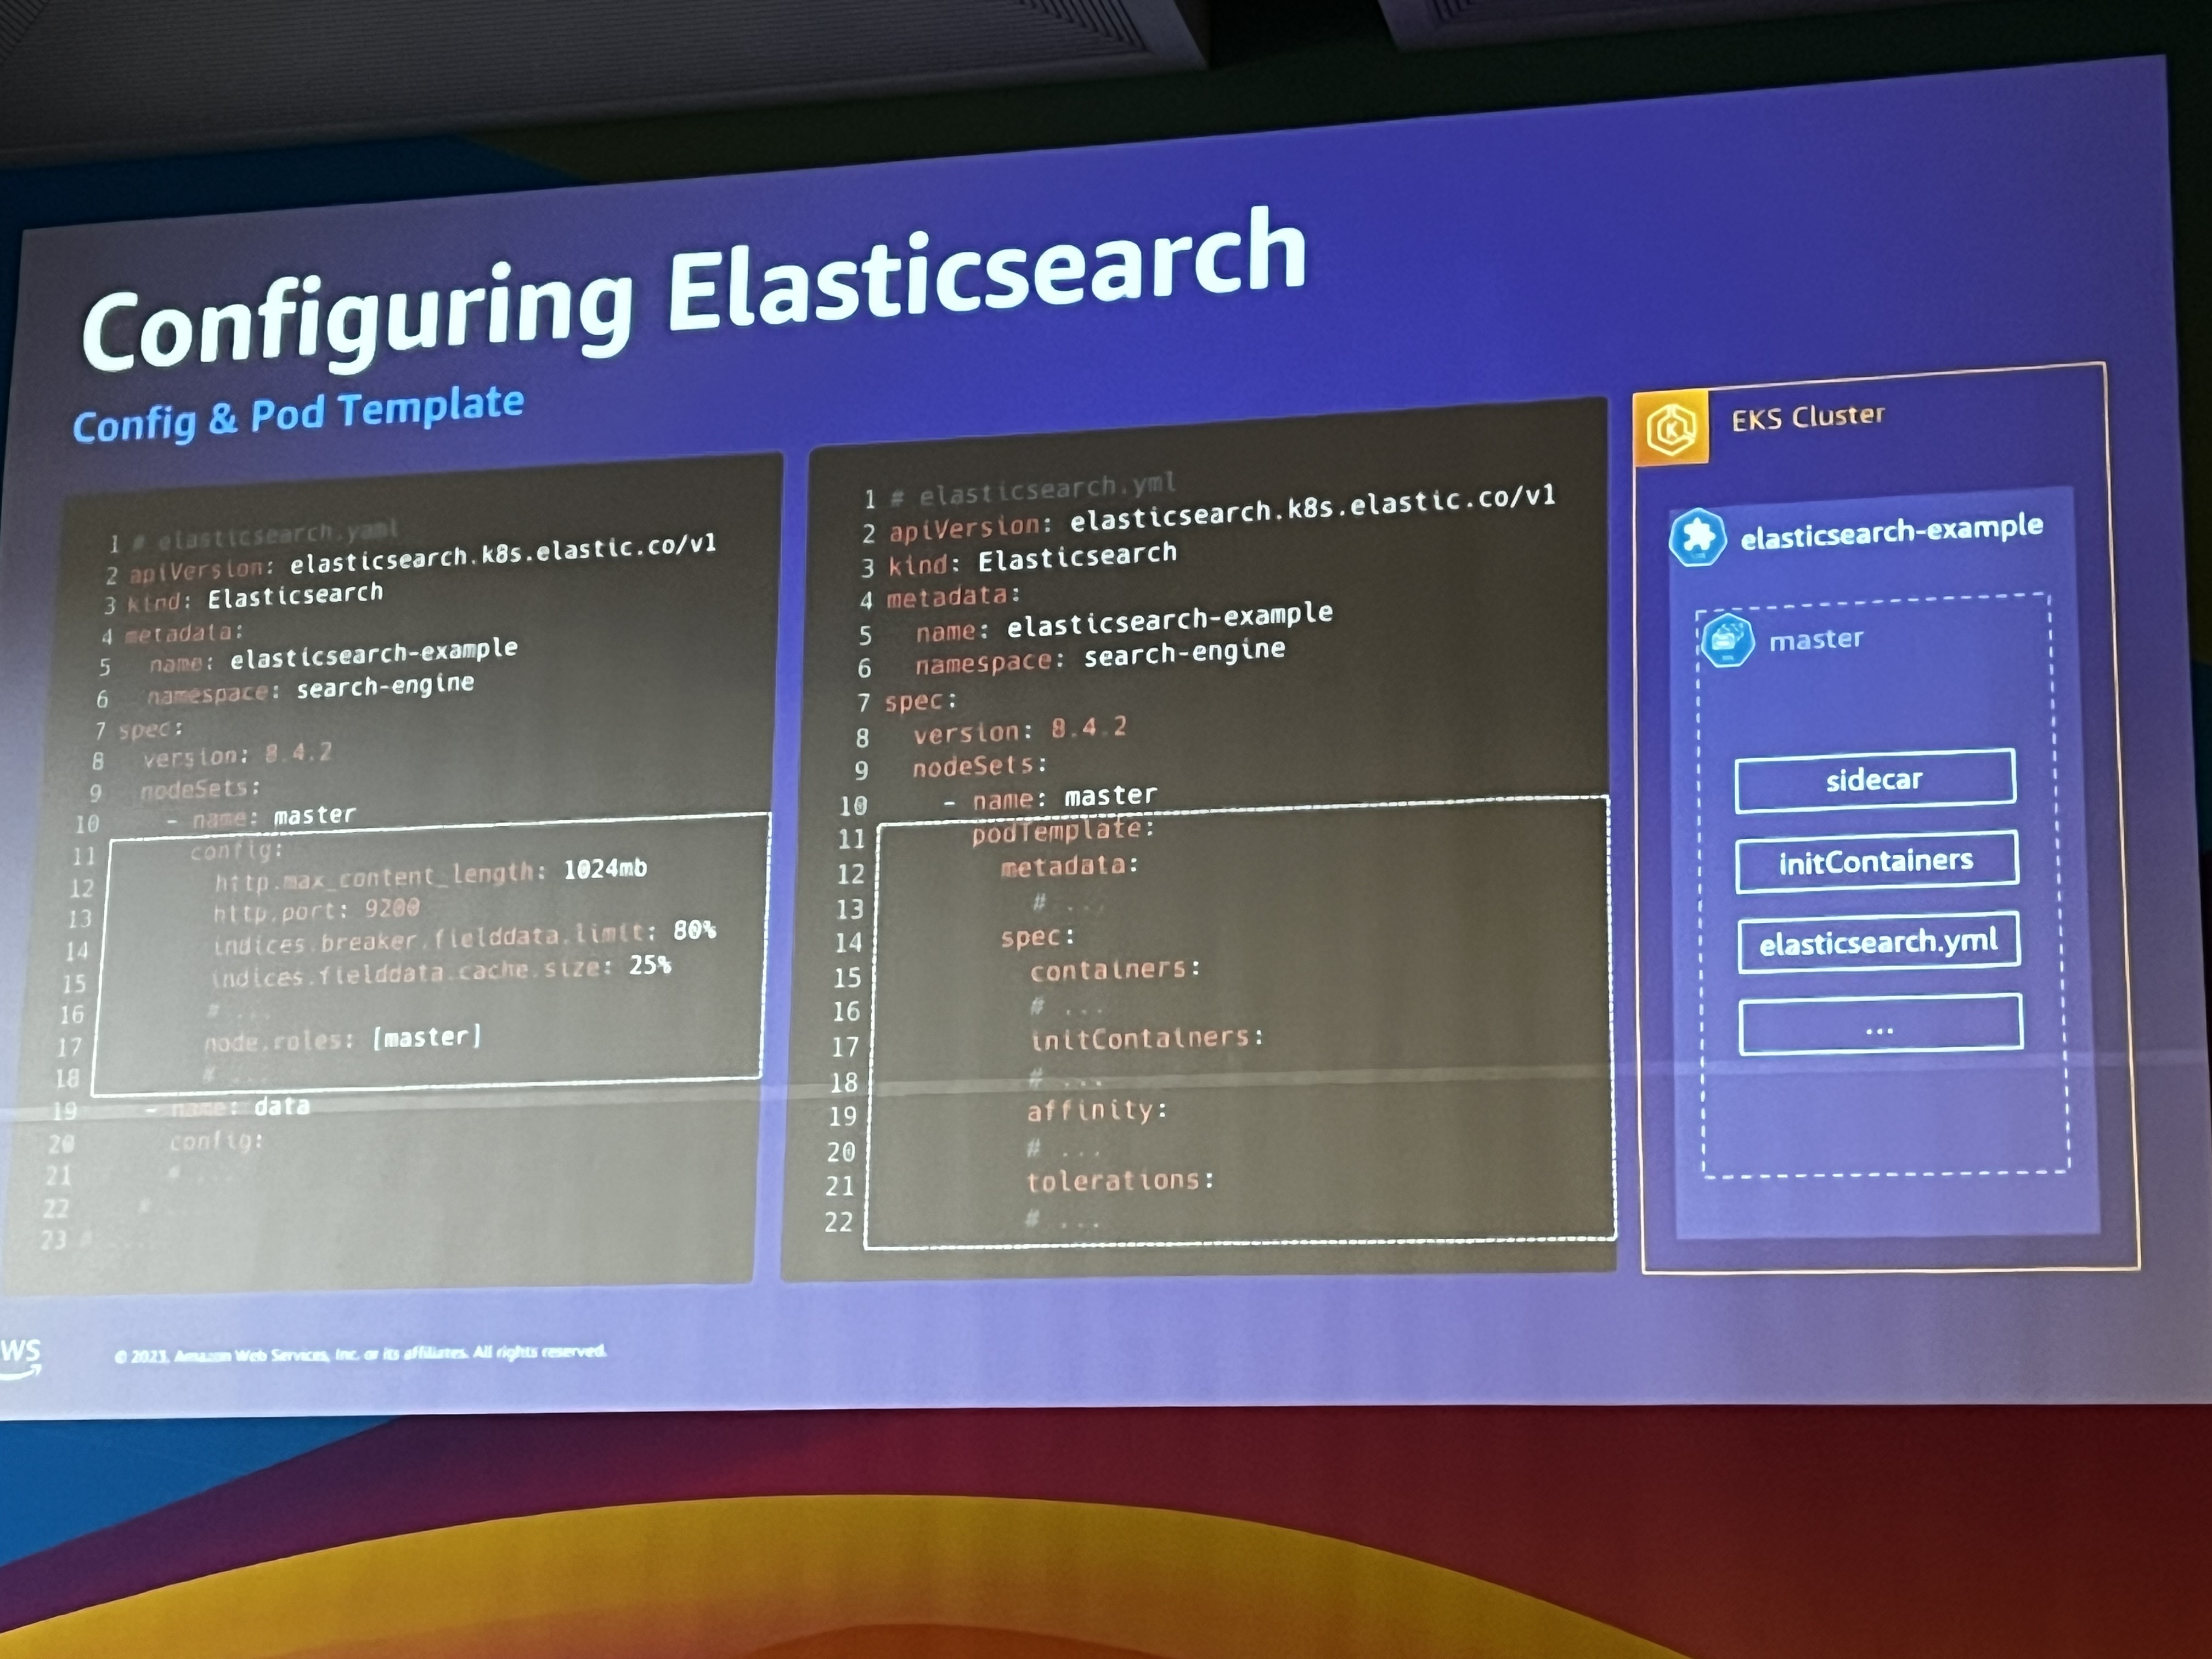 Configuring Elasticsearch
Config & Pod Template
1 # elasticsearch.yaml
2 apiVersion: elasticsearch.k8s.elastic.co/v1
3 kind: Elasticsearch
4 metadata:
5 name: elasticsearch-example
6 namespace: search-engine
7 spec:
8 version: 8.4.2
9 nodeSets:
10 - name: master
11 config:
12 http.max_content_length: 1024mb
13 http.port: 9200
14 indices.breaker.fielddata.limit: 80%
15 indices.fielddata.cache.size: 25%
16 # ...
17 node.roles: [master]
18 # ...
19 - name: data
20 config:
21 # ...
22 #
23 # ...
1 # elasticsearch.yml
2 apiVersion: elasticsearch.k8s.elastic.co/v1
3 kind: Elasticsearch
4 metadata:
5 name: elasticsearch-example
6 namespace: search-engine
7 spec:
8 version: 8.4.2
9 nodeSets:
10 - name: master
11 podTemplate:
12 metadata:
13 # ...
14 spec:
15 containers:
16 # ...
17 initContainers:
18 # ...
19 affinity:
20 # ...
21 tolerations:
22 # ...
EKS Cluster
elasticsearch-example
master
sidecar
initContainers
elasticsearch.yml
...
ws
© 2023, Amazon Web Services, Inc. or its affiliates. All rights reserved.